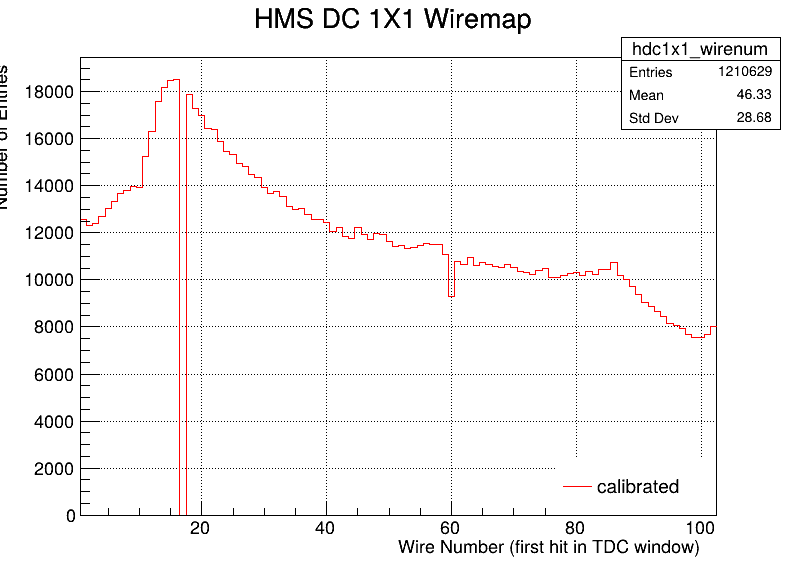 HMS DC 1X1 Wiremap
hdc1x1_wirenum
Entries 1210629
Mean 46.33
Std Dev 28.68
Number of Entries
18000
16000
14000
12000
10000
8000
6000
4000
2000
0
calibrated
20 40 60 80 100
Wire Number (first hit in TDC window)